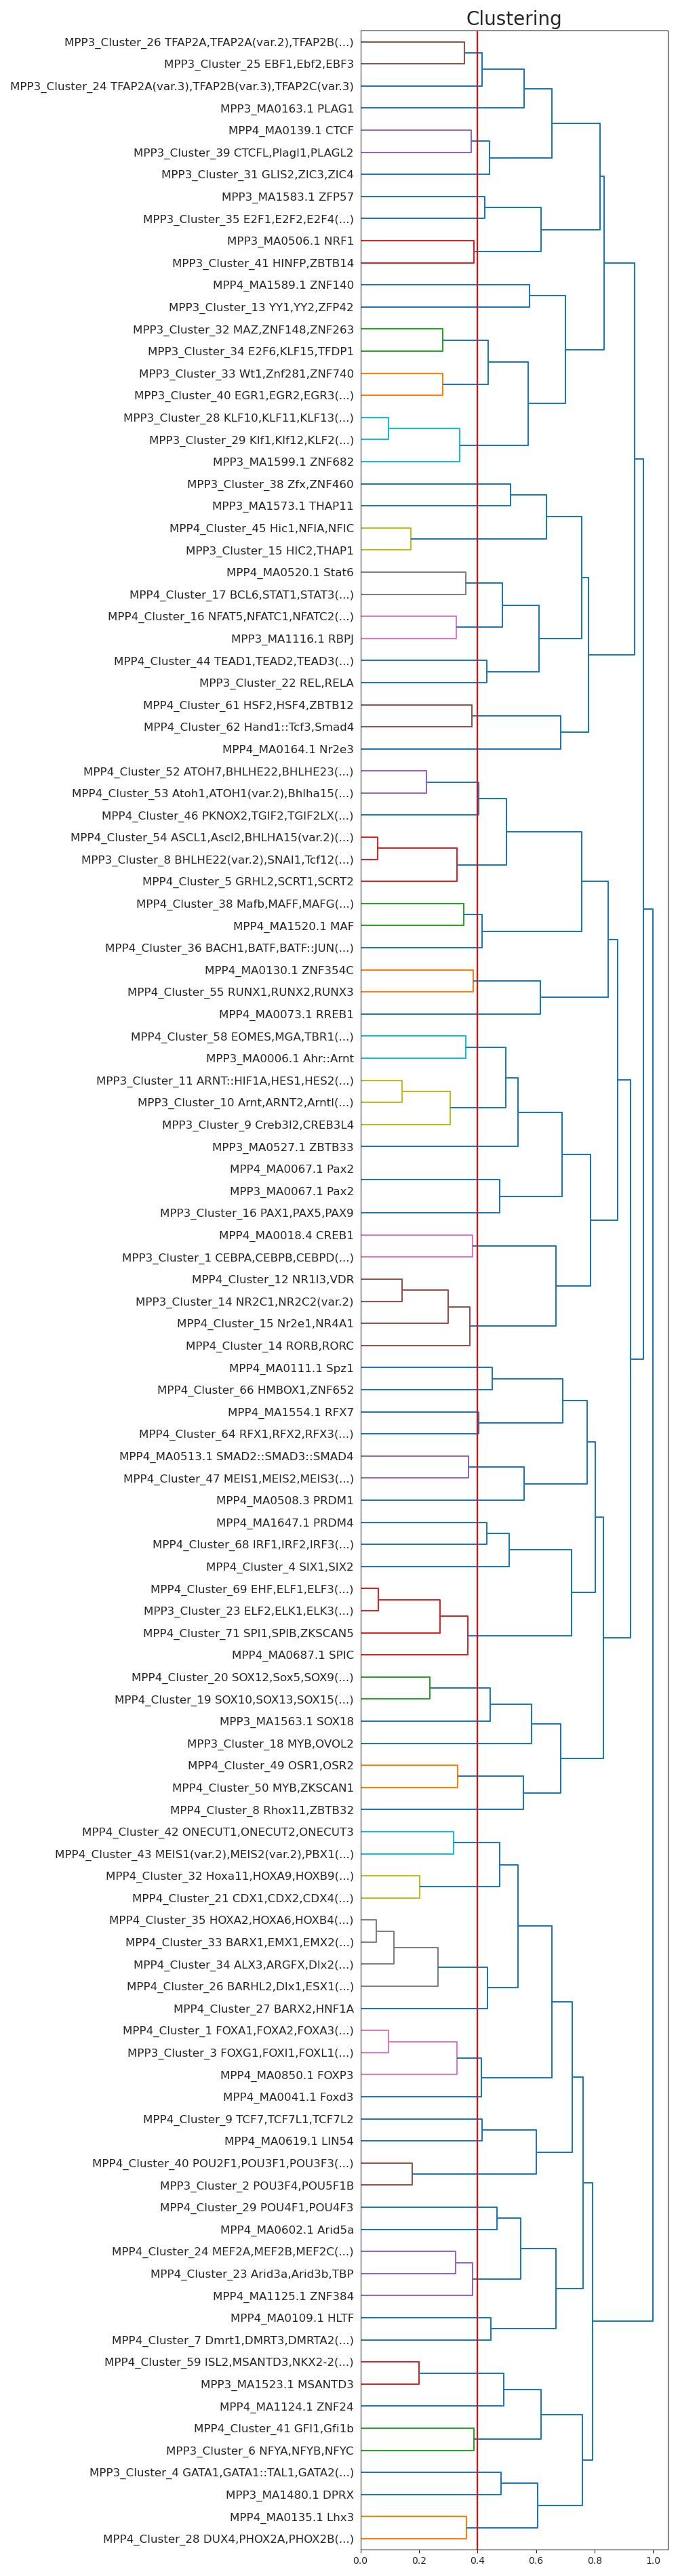 Clustering
MPP3_Cluster_26 TFAP2A,TFAP2A(var.2),TFAP2B(...)
MPP3_Cluster_25 EBF1,Ebf2,EBF3
MPP3_Cluster_24 TFAP2A(var.3),TFAP2B(var.3),TFAP2C(var.3)
MPP3_MA0163.1 PLAG1
MPP4_MA0139.1 CTCF
MPP3_Cluster_39 CTCFL,Plagl1,PLAGL2
MPP3_Cluster_31 GLIS2,ZIC3,ZIC4
MPP3_MA1583.1 ZFP57
MPP3_Cluster_35 E2F1,E2F2,E2F4(...)
MPP3_MA0506.1 NRF1
MPP3_Cluster_41 HINFP,ZBTB14
MPP4_MA1589.1 ZNF140
MPP3_Cluster_13 YY1,YY2,ZFP42
MPP3_Cluster_32 MAZ,ZNF148,ZNF263
MPP3_Cluster_34 E2F6,KLF15,TFDP1
MPP3_Cluster_33 Wt1,Znf281,ZNF740
MPP3_Cluster_40 EGR1,EGR2,EGR3(...)
MPP3_Cluster_28 KLF10,KLF11,KLF13(...)
MPP3_Cluster_29 Klf1,Klf12,KLF2(...)
MPP3_MA1599.1 ZNF682
MPP3_Cluster_38 Zfx,ZNF460
MPP3_MA1573.1 THAP11
MPP4_Cluster_45 Hic1,NFIA,NFIC
MPP3_Cluster_15 HIC2,THAP1
MPP4_MA0520.1 Stat6
MPP4_Cluster_17 BCL6,STAT1,STAT3(...)
MPP4_Cluster_16 NFAT5,NFATC1,NFATC2(...)
MPP3_MA1116.1 RBPJ
MPP4_Cluster_44 TEAD1,TEAD2,TEAD3(...)
MPP3_Cluster_22 REL,RELA
MPP4_Cluster_61 HSF2,HSF4,ZBTB12
MPP4_Cluster_62 Hand1::Tcf3,Smad4
MPP4_MA0164.1 Nr2e3
MPP4_Cluster_52 ATOH7,BHLHE22,BHLHE23(...)
MPP4_Cluster_53 Atoh1,ATOH1(var.2),Bhlha15(...)
MPP4_Cluster_46 PKNOX2,TGIF2,TGIF2LX(...)
MPP4_Cluster_54 ASCL1,Ascl2,BHLHA15(var.2)(...)
MPP3_Cluster_8 BHLHE22(var.2),SNAI1,Tcf12(...)
MPP4_Cluster_5 GRHL2,SCRT1,SCRT2
MPP4_Cluster_38 Mafb,MAFF,MAFG(...)
MPP4_MA1520.1 MAF
MPP4_Cluster_36 BACH1,BATF,BATF::JUN(...)
MPP4_MA0130.1 ZNF354C
MPP4_Cluster_55 RUNX1,RUNX2,RUNX3
MPP4_MA0073.1 RREB1
MPP4_Cluster_58 EOMES,MGA,TBR1(...)
MPP3_MA0006.1 Ahr::Arnt
MPP3_Cluster_11 ARNT::HIF1A,HES1,HES2(...)
MPP3_Cluster_10 Arnt,ARNT2,Arntl(...)
MPP3_Cluster_9 Creb3l2,CREB3L4
MPP3_MA0527.1 ZBTB33
MPP4_MA0067.1 Pax2
MPP3_MA0067.1 Pax2
MPP3_Cluster_16 PAX1,PAX5,PAX9
MPP4_MA0018.4 CREB1
MPP3_Cluster_1 CEBPA,CEBPB,CEBPD(...)
MPP4_Cluster_12 NR1I3,VDR
MPP3_Cluster_14 NR2C1,NR2C2(var.2)
MPP4_Cluster_15 Nr2e1,NR4A1
MPP4_Cluster_14 RORB,RORC
MPP4_MA0111.1 Spz1
MPP4_Cluster_66 HMBOX1,ZNF652
MPP4_MA1554.1 RFX7
MPP4_Cluster_64 RFX1,RFX2,RFX3(...)
MPP4_MA0513.1 SMAD2::SMAD3::SMAD4
MPP4_Cluster_47 MEIS1,MEIS2,MEIS3(...)
MPP4_MA0508.3 PRDM1
MPP4_MA1647.1 PRDM4
MPP4_Cluster_68 IRF1,IRF2,IRF3(...)
MPP4_Cluster_4 SIX1,SIX2
MPP4_Cluster_69 EHF,ELF1,ELF3(...)
MPP3_Cluster_23 ELF2,ELK1,ELK3(...)
MPP4_Cluster_71 SPI1,SPIB,ZKSCAN5
MPP4_MA0687.1 SPIC
MPP4_Cluster_20 SOX12,Sox5,SOX9(...)
MPP4_Cluster_19 SOX10,SOX13,SOX15(...)
MPP3_MA1563.1 SOX18
MPP3_Cluster_18 MYB,OVOL2
MPP4_Cluster_49 OSR1,OSR2
MPP4_Cluster_50 MYB,ZKSCAN1
MPP4_Cluster_8 Rhox11,ZBTB32
MPP4_Cluster_42 ONECUT1,ONECUT2,ONECUT3
MPP4_Cluster_43 MEIS1(var.2),MEIS2(var.2),PBX1(...)
MPP4_Cluster_32 Hoxa11,HOXA9,HOXB9(...)
MPP4_Cluster_21 CDX1,CDX2,CDX4(...)
MPP4_Cluster_35 HOXA2,HOXA6,HOXB4(...)
MPP4_Cluster_33 BARX1,EMX1,EMX2(...)
MPP4_Cluster_34 ALX3,ARGFX,Dlx2(...)
MPP4_Cluster_26 BARHL2,Dlx1,ESX1(...)
MPP4_Cluster_27 BARX2,HNF1A
MPP4_Cluster_1 FOXA1,FOXA2,FOXA3(...)
MPP3_Cluster_3 FOXG1,FOXI1,FOXL1(...)
MPP4_MA0850.1 FOXP3
MPP4_MA0041.1 Foxd3
MPP4_Cluster_9 TCF7,TCF7L1,TCF7L2
MPP4_MA0619.1 LIN54
MPP4_Cluster_40 POU2F1,POU3F1,POU3F3(...)
MPP3_Cluster_2 POU3F4,POU5F1B
MPP4_Cluster_29 POU4F1,POU4F3
MPP4_MA0602.1 Arid5a
MPP4_Cluster_24 MEF2A,MEF2B,MEF2C(...)
MPP4_Cluster_23 Arid3a,Arid3b,TBP
MPP4_MA1125.1 ZNF384
MPP4_MA0109.1 HLTF
MPP4_Cluster_7 Dmrt1,DMRT3,DMRTA2(...)
MPP4_Cluster_59 ISL2,MSANTD3,NKX2-2(...)
MPP3_MA1523.1 MSANTD3
MPP4_MA1124.1 ZNF24
MPP4_Cluster_41 GFI1,Gfi1b
MPP3_Cluster_6 NFYA,NFYB,NFYC
MPP3_Cluster_4 GATA1,GATA1::TAL1,GATA2(...)
MPP3_MA1480.1 DPRX
MPP4_MA0135.1 Lhx3
MPP4_Cluster_28 DUX4,PHOX2A,PHOX2B(...)
0.0 0.2 0.4 0.6 0.8 1.0